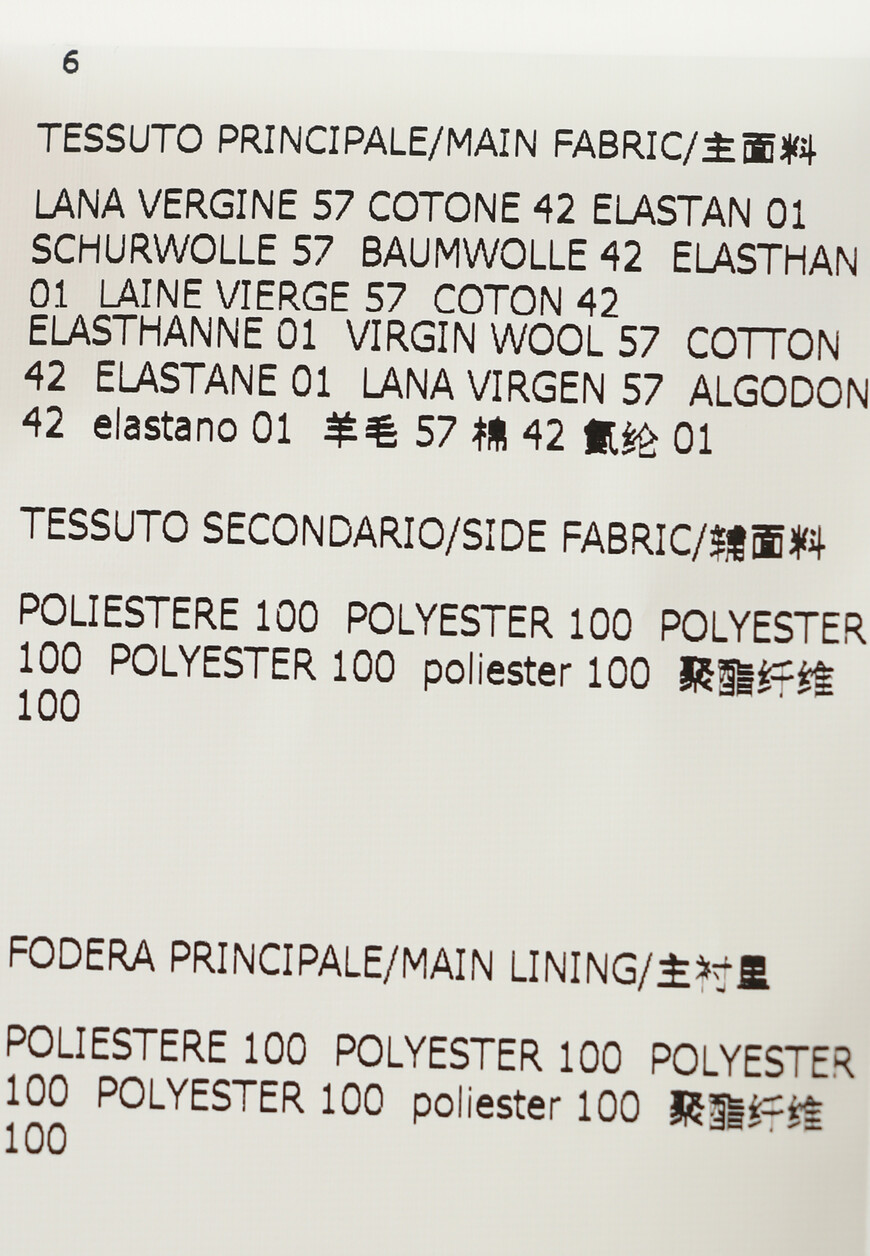 6
TESSUTO PRINCIPALE/MAIN FABRIC/主面料
LANA VERGINE 57 COTONE 42 ELASTAN 01
SCHURWOLLE 57 BAUMWOLLE 42 ELASTHAN
01 LAINE VIERGE 57 COTON 42
ELASTHANNE 01 VIRGIN WOOL 57 COTTON
42 ELASTANE 01 LANA VIRGEN 57 ALGODON
42 elastano 01 羊毛 57 棉 42 氨纶 01
TESSUTO SECONDARIO/SIDE FABRIC/辅面料
POLIESTERE 100 POLYESTER 100 POLYESTER
100 POLYESTER 100 poliester 100 聚酯纤维
100
FODERA PRINCIPALE/MAIN LINING/主衬里
POLIESTERE 100 POLYESTER 100 POLYESTER
100 POLYESTER 100 poliester 100 聚酯纤维
100